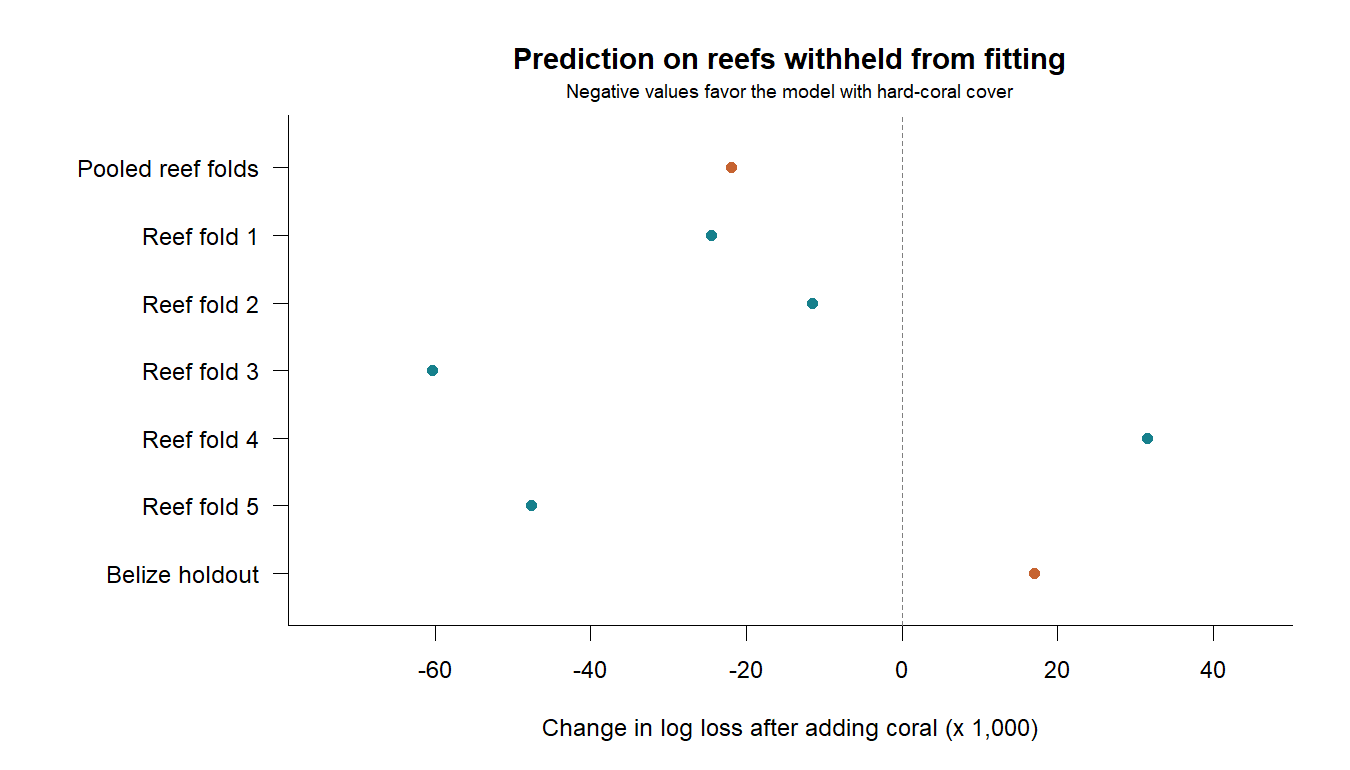 Prediction on reefs withheld from fitting
Negative values favor the model with hard-coral cover
Pooled reef folds
Reef fold 1
Reef fold 2
Reef fold 3
Reef fold 4
Reef fold 5
Belize holdout
-60 -40 -20 0 20 40
Change in log loss after adding coral (x 1,000)